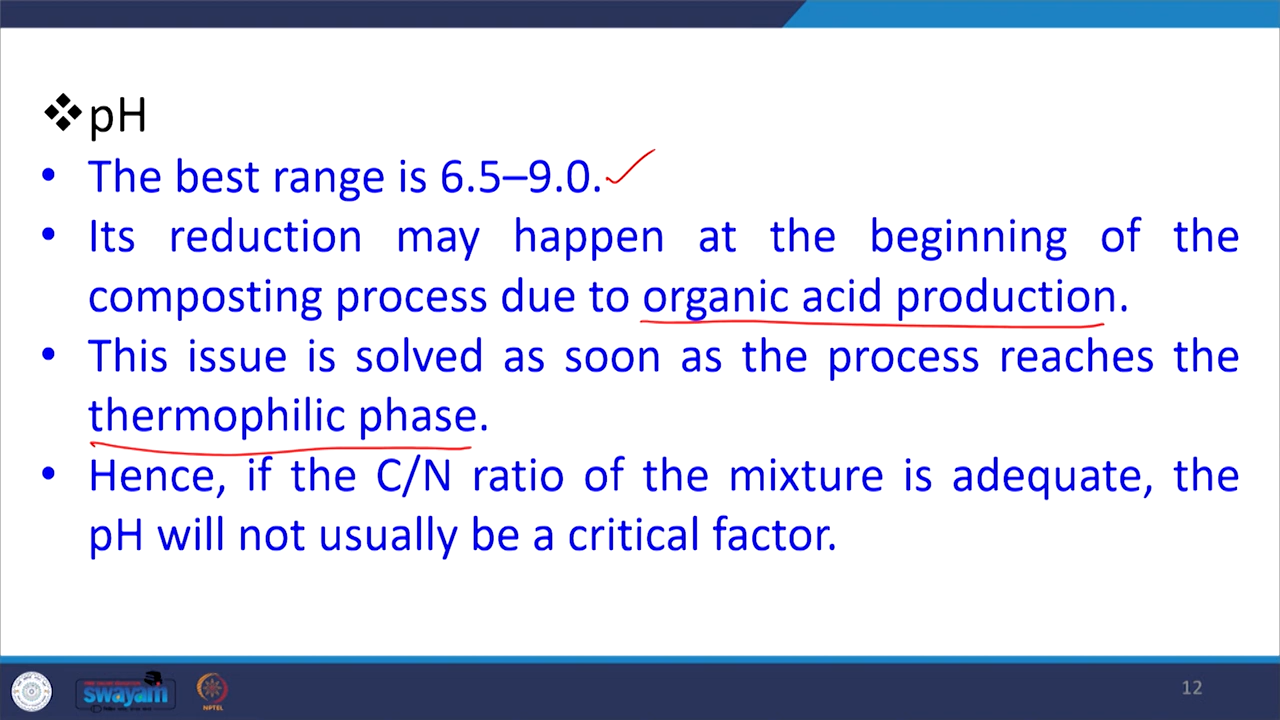 ❖pH
• The best range is 6.5–9.0.
• Its reduction may happen at the beginning of the
composting process due to organic acid production.
• This issue is solved as soon as the process reaches the
thermophilic phase.
• Hence, if the C/N ratio of the mixture is adequate, the
pH will not usually be a critical factor.
swayam
NPTEL
12